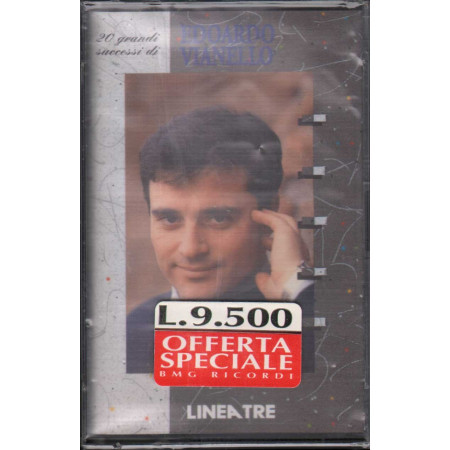 20 grandi
successi di
EDOARDO
VIANELLO
L.9.500
OFFERTA
SPECIALE
BMG RICORDI
LINEATRE